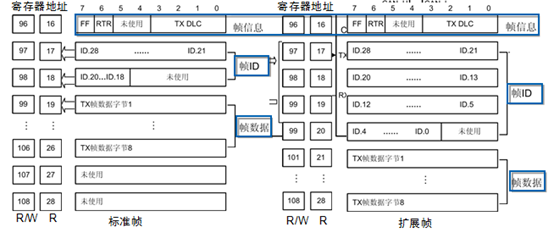 寄存器地址 7 6 5 4 3 2 1 0
96 16 FF RTR 未使用 TX DLC 帧信息
97 17 ID.28 …… ID.21
98 18 ID.20…ID.18 未使用 帧ID
99 19 TX帧数据字节1
帧数据
106 26 TX帧数据字节8
107 27 未使用
108 28 未使用
R/W R 标准帧
寄存器地址 7 6 5 4 3 2 1 0
96 16 FF RTR 未使用 TX DLC 帧信息
97 17 TX ID.28 …… ID.21
98 18 ID.20 …… ID.13
帧ID
99 19 ID.12 …… ID.5
99 20 ID.4 …… ID.0 未使用
101 21 TX帧数据字节1
帧数据
108 28 TX帧数据字节8
R/W R 扩展帧